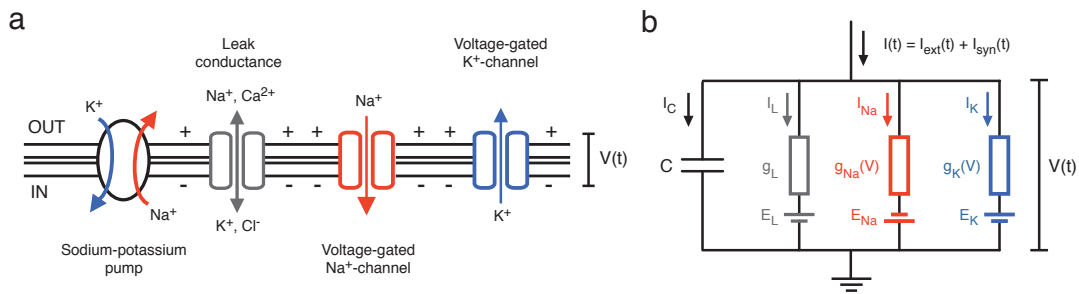 a
Leak
conductance
Voltage-gated
K⁺-channel
K⁺
Na⁺, Ca²⁺
Na⁺
OUT
+ + + + + + +
V(t)
IN
- - - - - - -
Na⁺
K⁺, Cl⁻
K⁺
Sodium-potassium
pump
Voltage-gated
Na⁺-channel
b
I(t) = I_ext(t) + I_syn(t)
I_C
I_L
I_Na
I_K
C
g_L
g_Na(V)
g_K(V)
V(t)
E_L
E_Na
E_K